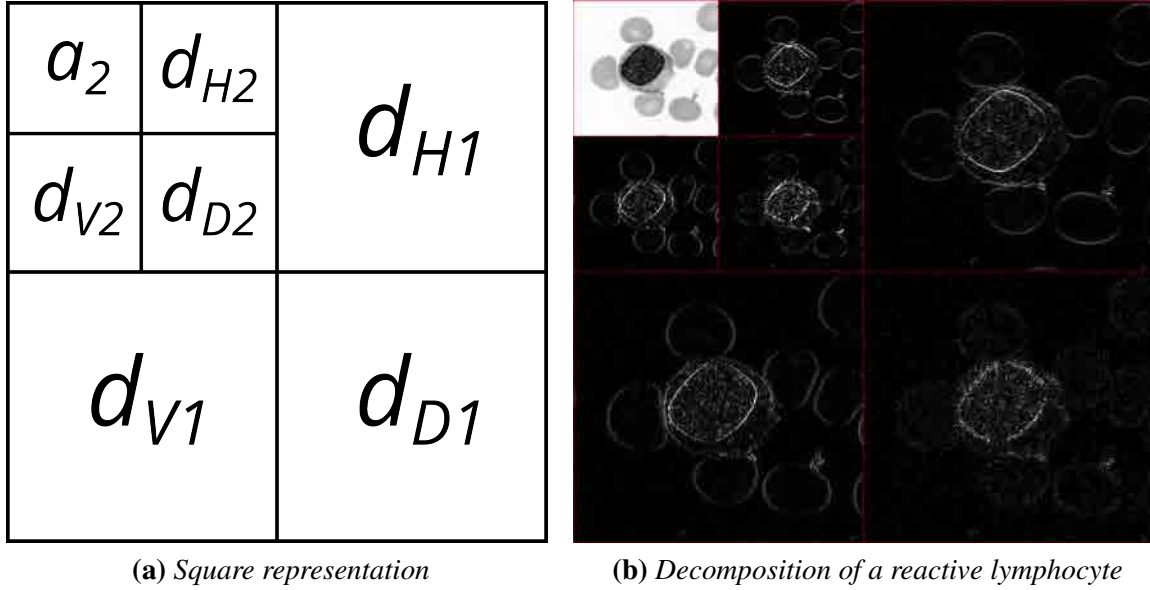 a2 dH2
dH1
dV2 dD2
dV1 dD1
(a) Square representation
(b) Decomposition of a reactive lymphocyte